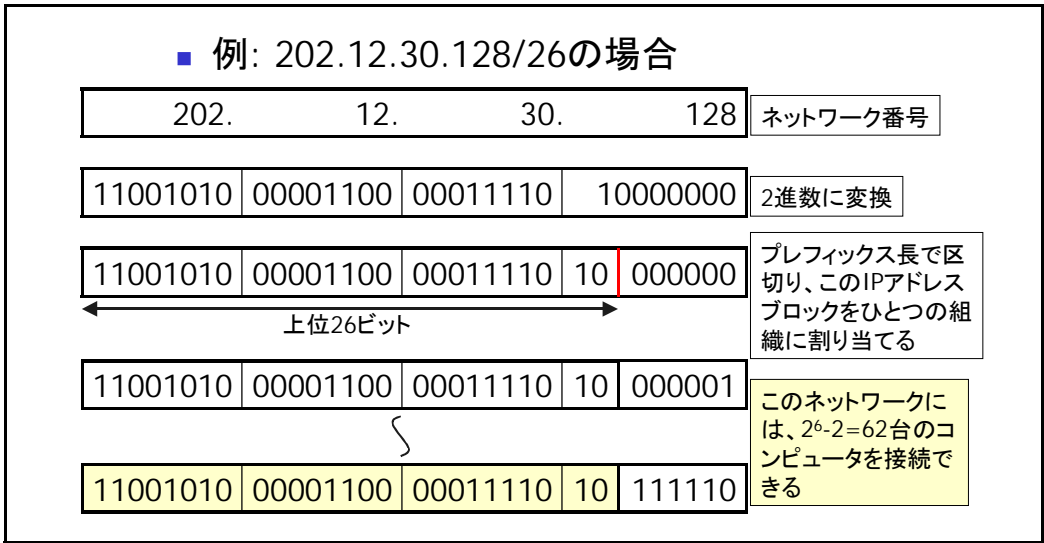 例: 202.12.30.128/26の場合
202. 12. 30. 128
ネットワーク番号
11001010 00001100 00011110 10000000
2進数に変換
11001010 00001100 00011110 10 000000
上位26ビット
プレフィックス長で区
切り、このIPアドレス
ブロックをひとつの組
織に割り当てる
11001010 00001100 00011110 10 000001
このネットワークに
は、2⁶-2=62台のコ
ンピュータを接続で
きる
11001010 00001100 00011110 10 111110